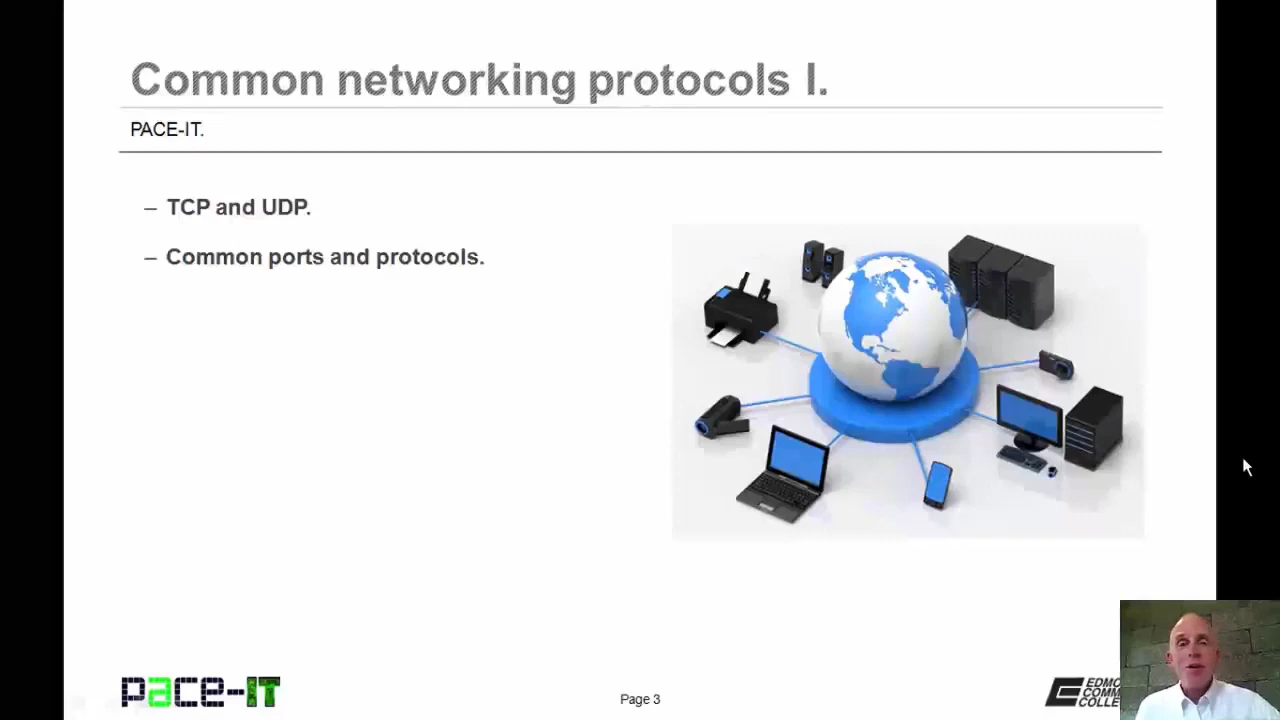 Common networking protocols I.
PACE-IT.
– TCP and UDP.
– Common ports and protocols.
pace-IT
Page 3